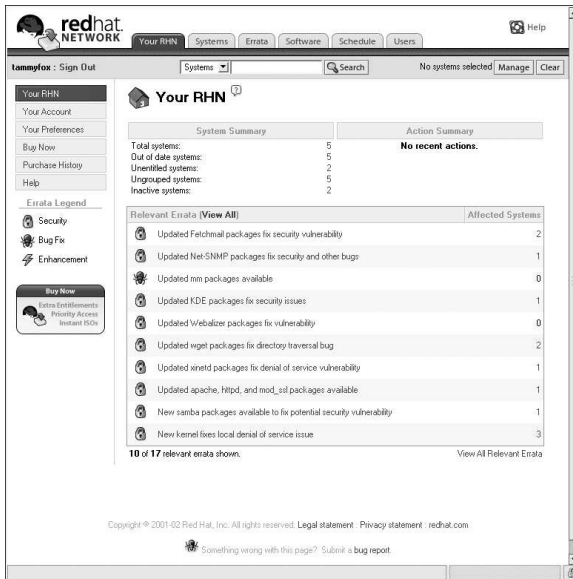 redhat.
NETWORK
Your RHN
Systems
Errata
Software
Schedule
Users
Help
tammyfox : Sign Out
Systems
Search
No systems selected
Manage
Clear
Your RHN
Your Account
Your Preferences
Buy Now
Purchase History
Help
Errata Legend
Security
Bug Fix
Enhancement
Buy Now
Extra Entitlements
Priority Access
Instant ISOs
Your RHN ?
System Summary
Total systems: 5
Out of date systems: 5
Unentitled systems: 2
Ungrouped systems: 5
Inactive systems: 2
Action Summary
No recent actions.
Relevant Errata (View All) Affected Systems
Updated Fetchmail packages fix security vulnerability 2
Updated Net-SNMP packages fix security and other bugs 1
Updated mm packages available 0
Updated KDE packages fix security issues 1
Updated Webalizer packages fix vulnerability 0
Updated wget packages fix directory traversal bug 2
Updated xinetd packages fix denial of service vulnerability 1
Updated apache, httpd, and mod_ssl packages available 1
New samba packages available to fix potential security vulnerability 1
New kernel fixes local denial of service issue 3
10 of 17 relevant errata shown. View All Relevant Errata
Copyright © 2001-02 Red Hat, Inc. All rights reserved. Legal statement : Privacy statement : redhat.com
Something wrong with this page? Submit a bug report.